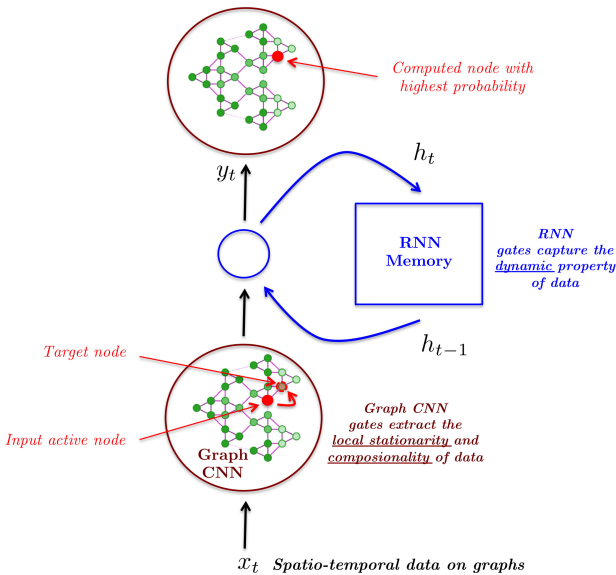 Computed node with
highest probability
h_t
y_t
RNN
Memory
RNN
gates capture the
dynamic property
of data
h_{t−1}
Target node
Input active node
Graph
CNN
Graph CNN
gates extract the
local stationarity and
composionality of data
x_t Spatio-temporal data on graphs